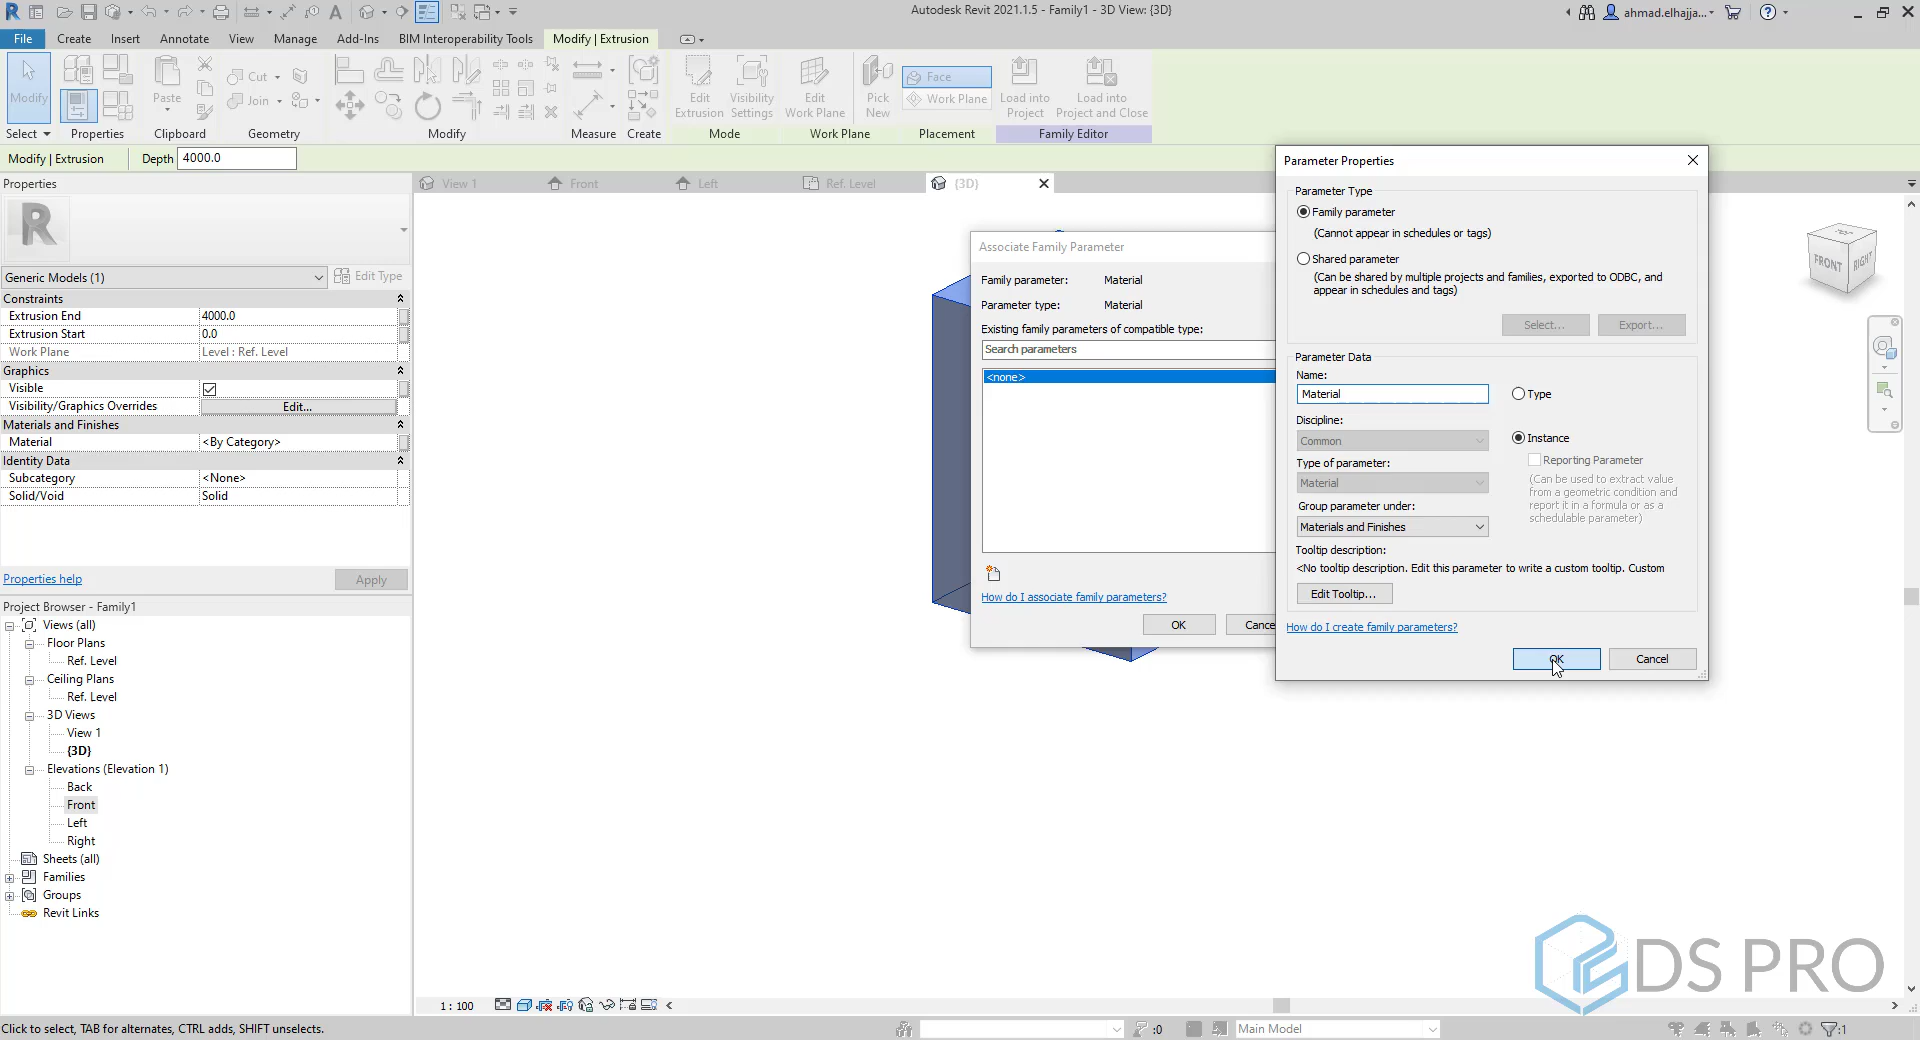 Autodesk Revit 2021.1.5 - Family1 - 3D View: {3D}
ahmad.elhajja...
File
Create
Insert
Annotate
View
Manage
Add-Ins
BIM Interoperability Tools
Modify | Extrusion
Modify
Paste
Cut
Join
Edit
Extrusion
Visibility
Settings
Edit
Work Plane
Pick
New
Face
Work Plane
Load into
Project
Load into
Project and Close
Select
Properties
Clipboard
Geometry
Modify
Measure
Create
Mode
Work Plane
Placement
Family Editor
Modify | Extrusion
Depth
4000.0
Properties
View 1
Front
Left
Ref. Level
{3D}
R
Generic Models (1)
Edit Type
Constraints
Extrusion End
4000.0
Extrusion Start
0.0
Work Plane
Level : Ref. Level
Graphics
Visible
Visibility/Graphics Overrides
Edit...
Materials and Finishes
Material
<By Category>
Identity Data
Subcategory
<None>
Solid/Void
Solid
Properties help
Apply
Project Browser - Family1
Views (all)
Floor Plans
Ref. Level
Ceiling Plans
Ref. Level
3D Views
View 1
{3D}
Elevations (Elevation 1)
Back
Front
Left
Right
Sheets (all)
Families
Groups
Revit Links
Associate Family Parameter
Family parameter:
Material
Parameter type:
Material
Existing family parameters of compatible type:
Search parameters
<none>
How do I associate family parameters?
OK
Cance
Parameter Properties
Parameter Type
Family parameter
(Cannot appear in schedules or tags)
Shared parameter
(Can be shared by multiple projects and families, exported to ODBC, and
appear in schedules and tags)
Select...
Export...
Parameter Data
Name:
Material
Type
Discipline:
Common
Instance
Type of parameter:
Reporting Parameter
Material
(Can be used to extract value
from a geometric condition and
report it in a formula or as a
schedulable parameter)
Group parameter under:
Materials and Finishes
Tooltip description:
<No tooltip description. Edit this parameter to write a custom tooltip. Custom
Edit Tooltip...
How do I create family parameters?
OK
Cancel
FRONT
RIGHT
DS PRO
1 : 100
Click to select, TAB for alternates, CTRL adds, SHIFT unselects.
:0
Main Model
:1